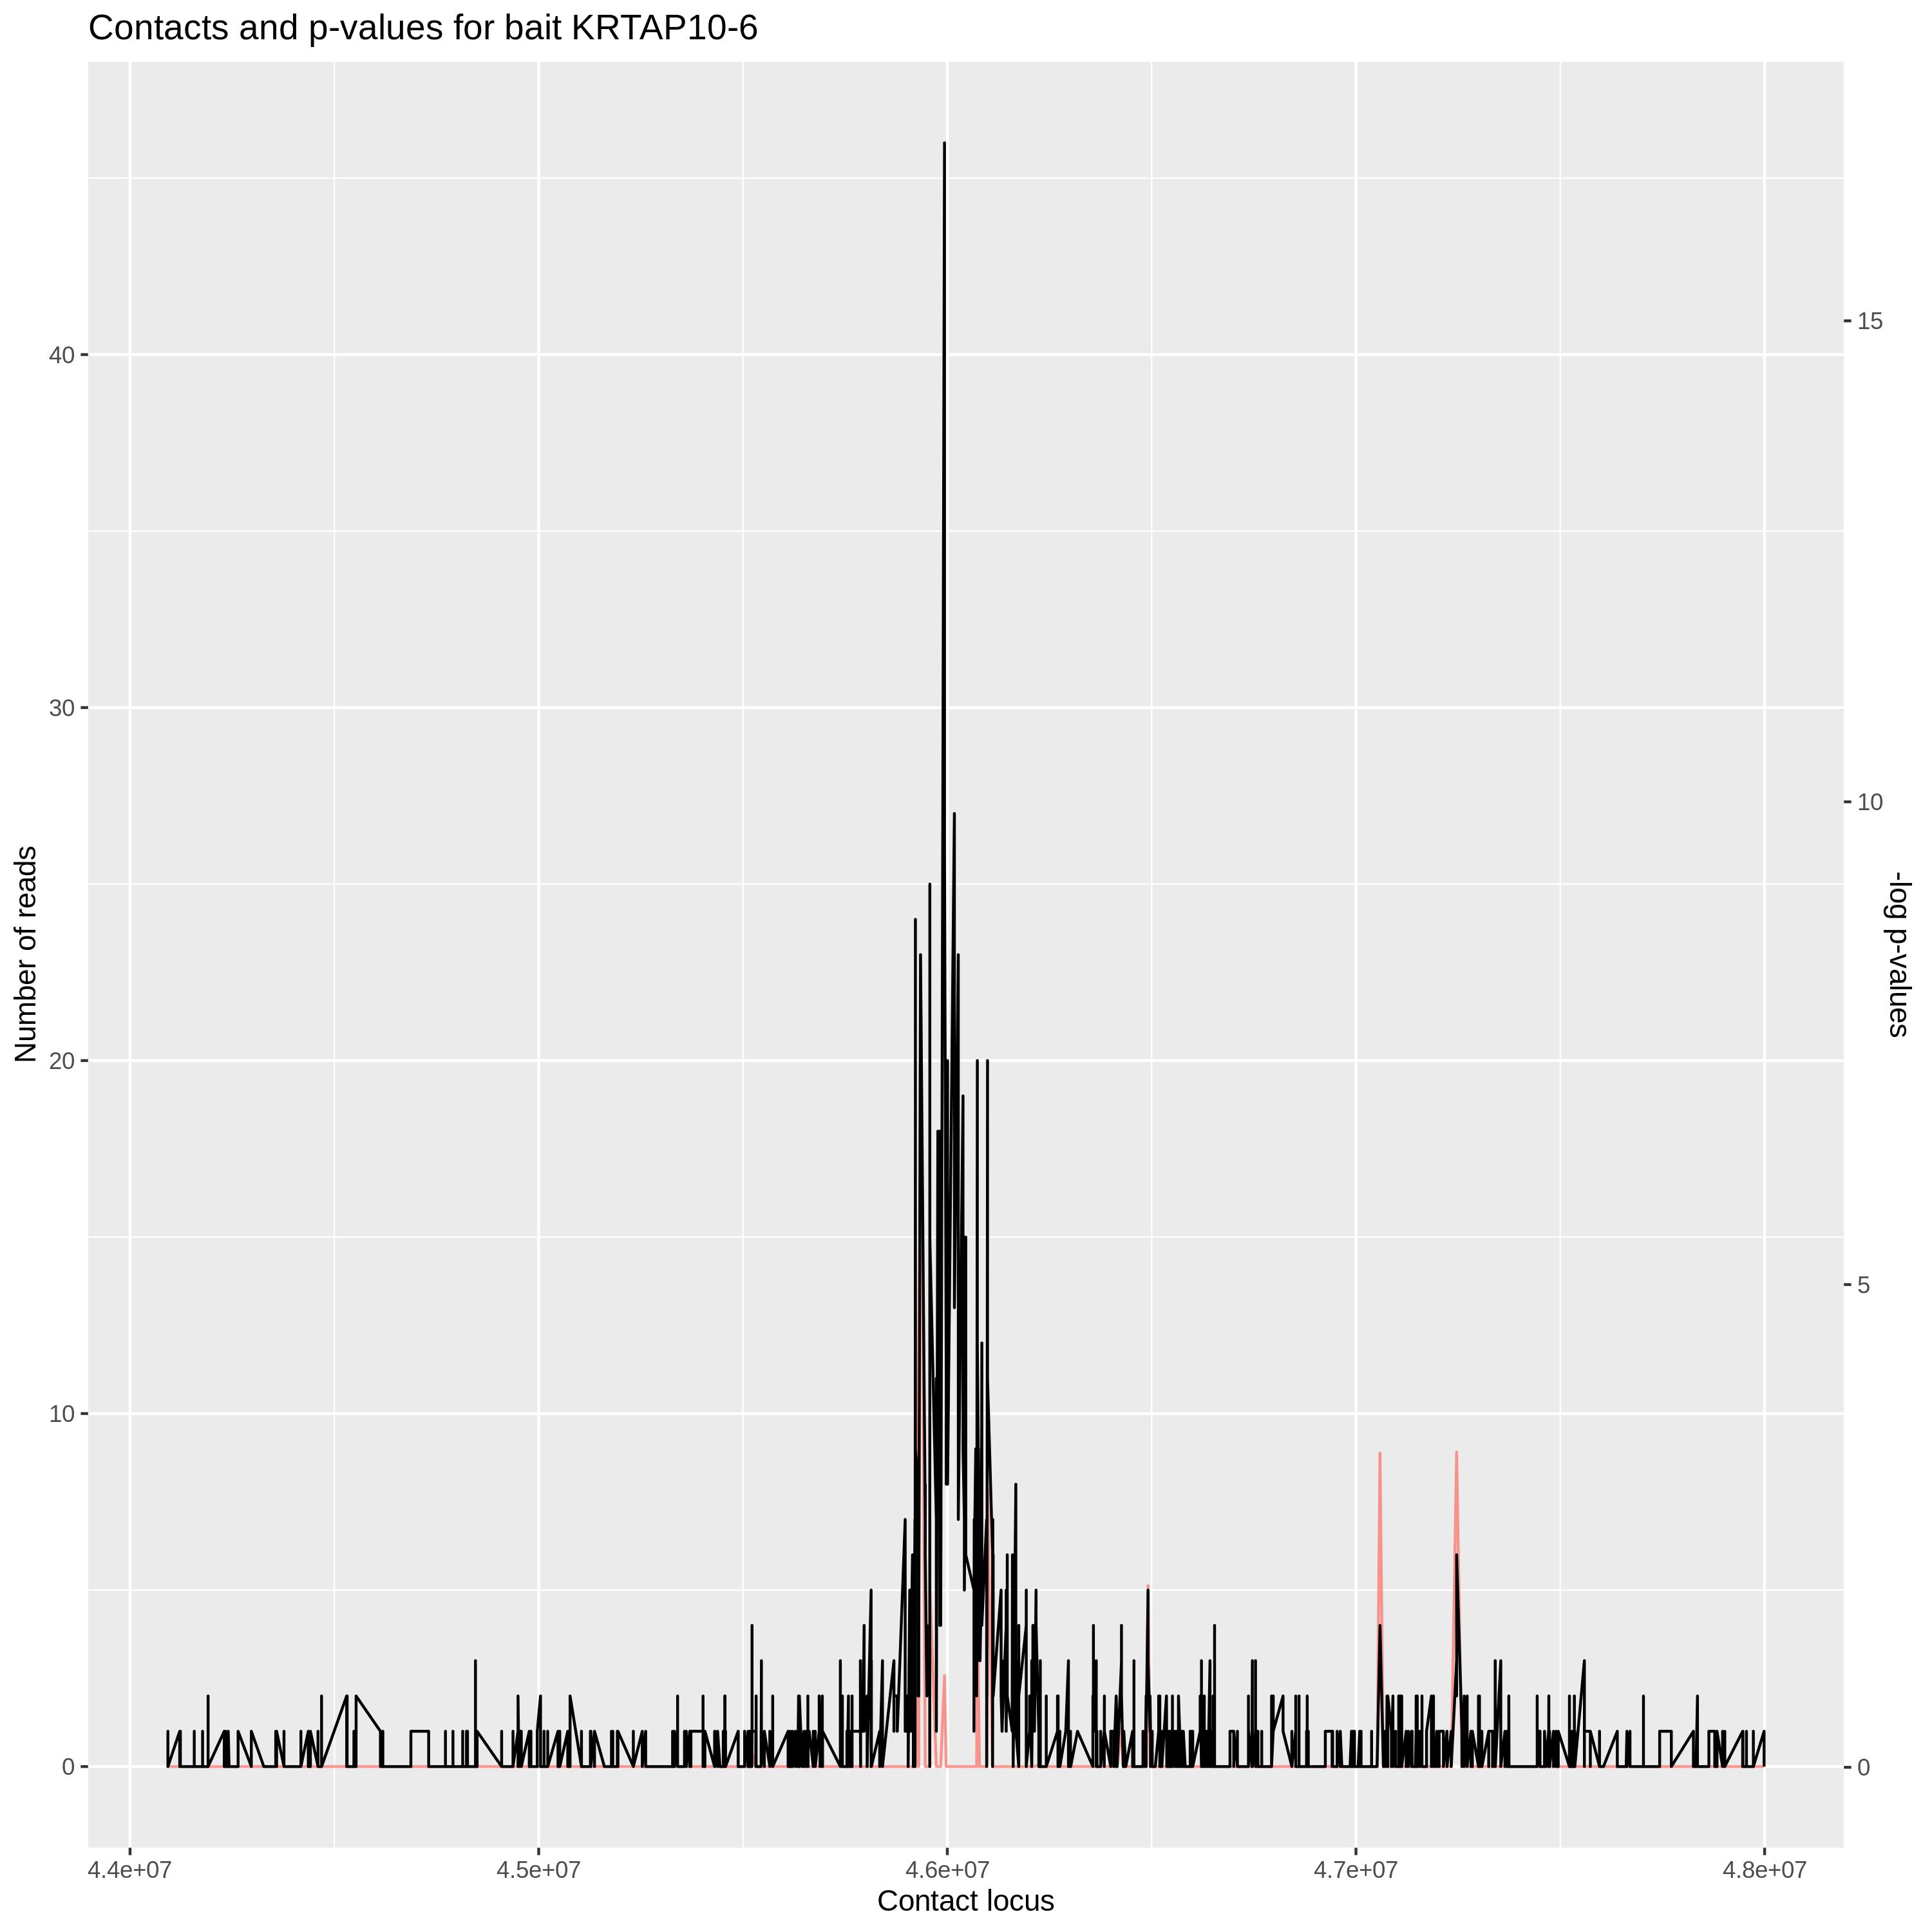 Contacts and p-values for bait KRTAP10-6
Number of reads
40
30
20
10
0
15
10
5
0
-log p-values
4.4e+07
4.5e+07
4.6e+07
4.7e+07
4.8e+07
Contact locus